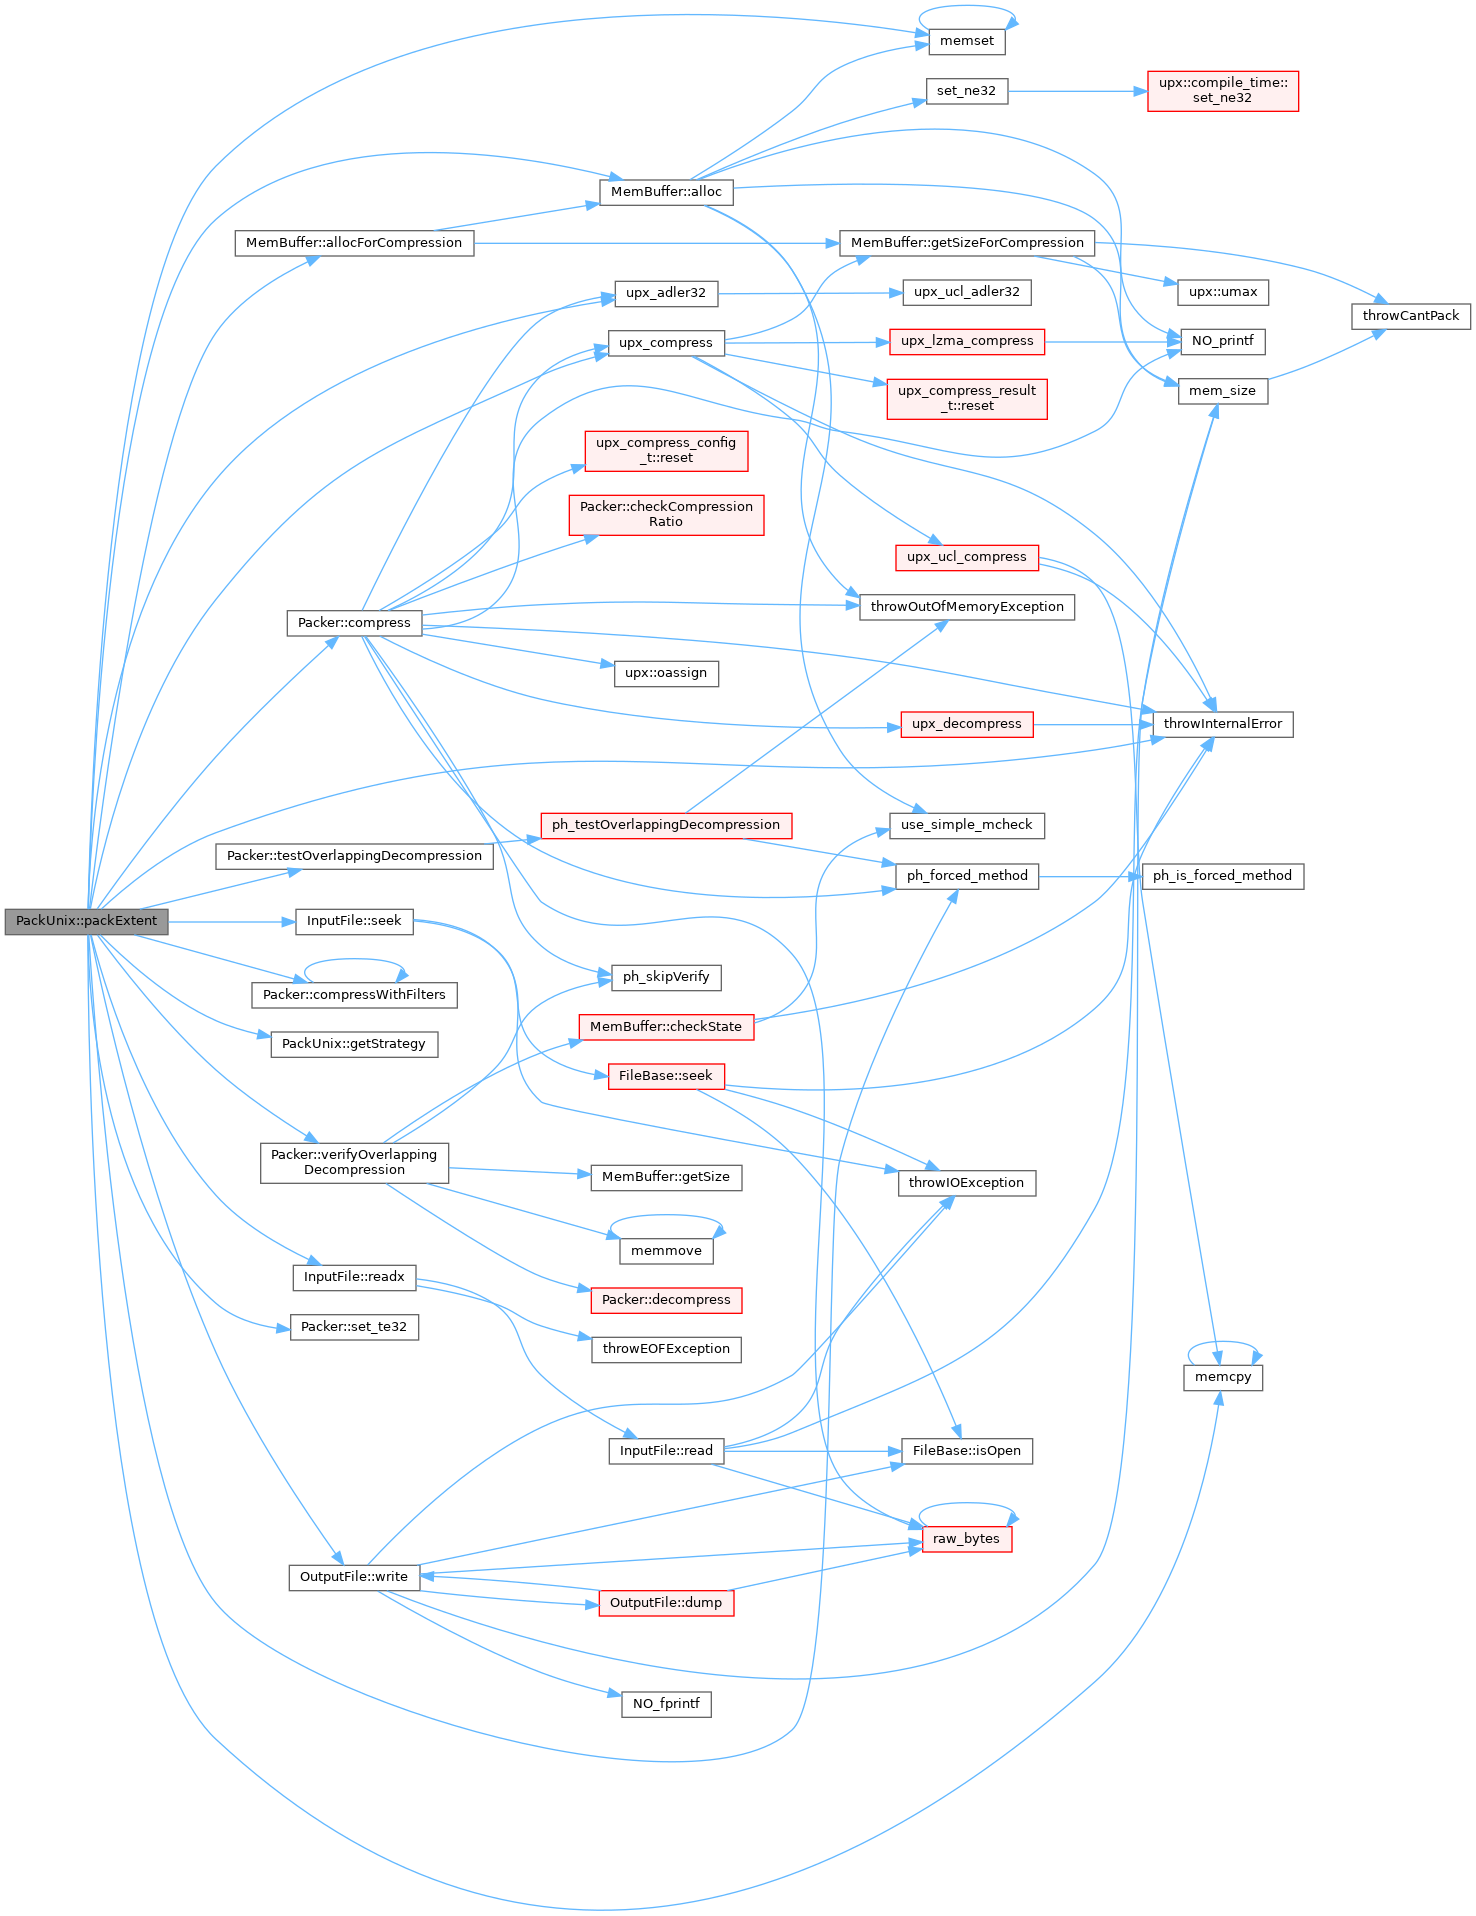 memset
set_ne32
upx::compile_time::
set_ne32
MemBuffer::alloc
MemBuffer::allocForCompression
MemBuffer::getSizeForCompression
upx_adler32
upx_ucl_adler32
upx::umax
throwCantPack
upx_compress
upx_lzma_compress
NO_printf
upx_compress_result
_t::reset
mem_size
upx_compress_config
_t::reset
Packer::checkCompression
Ratio
upx_ucl_compress
Packer::compress
throwOutOfMemoryException
upx::oassign
upx_decompress
throwInternalError
ph_testOverlappingDecompression
use_simple_mcheck
Packer::testOverlappingDecompression
ph_forced_method
ph_is_forced_method
PackUnix::packExtent
InputFile::seek
ph_skipVerify
Packer::compressWithFilters
MemBuffer::checkState
PackUnix::getStrategy
FileBase::seek
Packer::verifyOverlapping
Decompression
MemBuffer::getSize
throwIOException
memmove
InputFile::readx
Packer::decompress
Packer::set_te32
throwEOFException
memcpy
InputFile::read
FileBase::isOpen
raw_bytes
OutputFile::write
OutputFile::dump
NO_fprintf